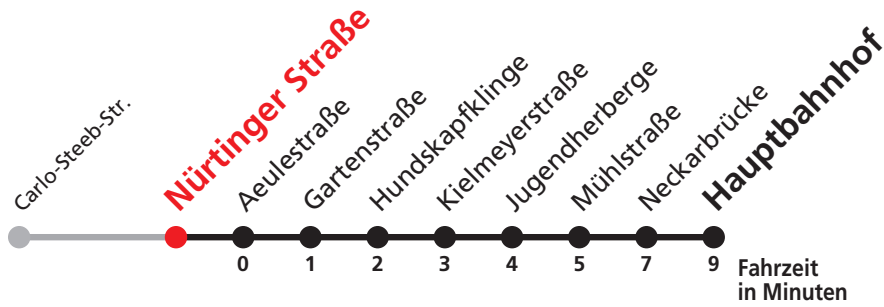 Carlo-Steeb-Str.
Nürtinger Straße
Aeulestraße
Gartenstraße
Hundskapfklinge
Kielmeyerstraße
Jugendherberge
Mühlstraße
Neckarbrücke
Hauptbahnhof
0 1 2 3 4 5 7 9
Fahrzeit
in Minuten